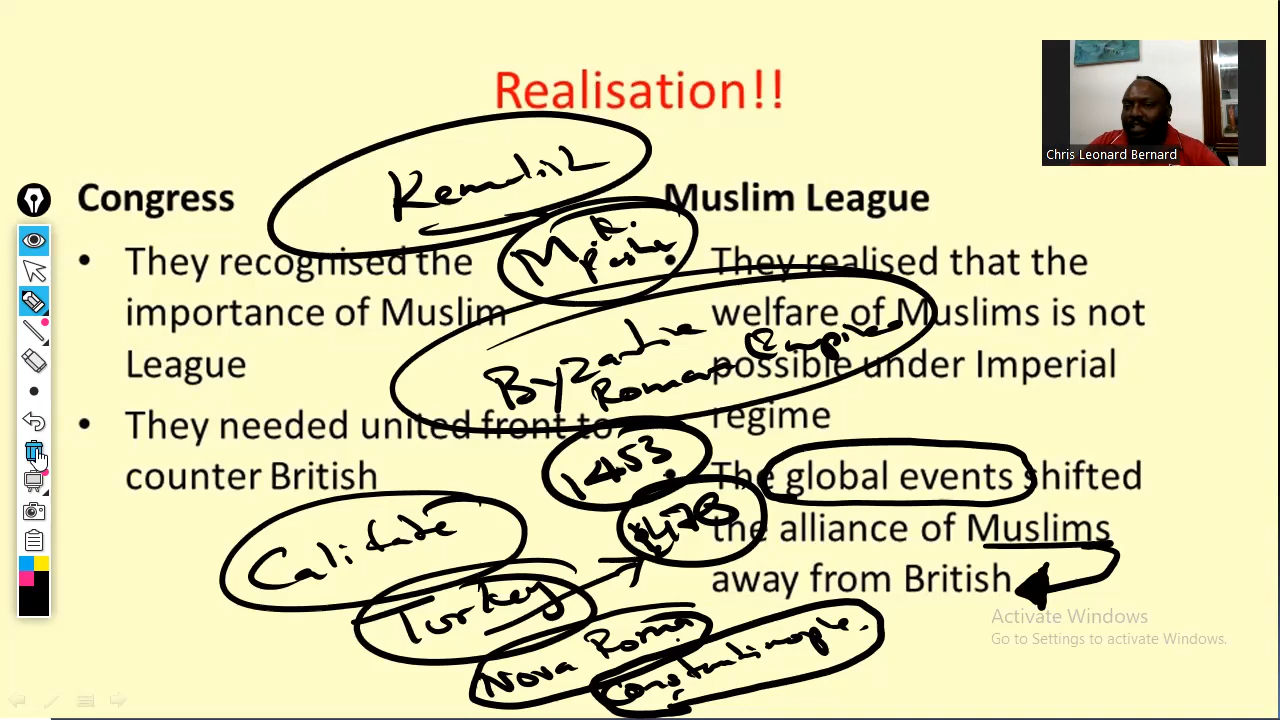 Realisation!!
Chris Leonard Bernard
Congress
• They recognised the
importance of Muslim
League
• They needed united front to
counter British
Muslim League
• They realised that the
welfare of Muslims is not
possible under Imperial
regime
The global events shifted
the alliance of Muslims
away from British
M.K.
Pasha
Byzantine
Roman Empire
1453.
Turkey
Nova Roma
Constantinople.
Activate Windows
Go to Settings to activate Windows.